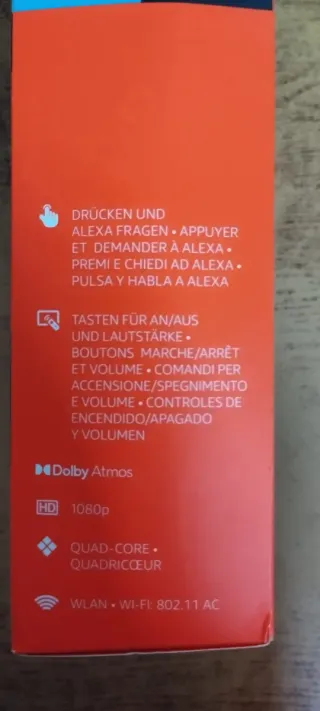 DRÜCKEN UND
ALEXA FRAGEN • APPUYER
ET DEMANDER À ALEXA •
PREMI E CHIEDI AD ALEXA •
PULSA Y HABLA A ALEXA
TASTEN FÜR AN/AUS
UND LAUTSTÄRKE •
BOUTONS MARCHE/ARRÊT
ET VOLUME • COMANDI PER
ACCENSIONE/SPEGNIMENTO
E VOLUME • CONTROLES DE
ENCENDIDO/APAGADO
Y VOLUMEN
Dolby Atmos
HD 1080p
QUAD-CORE •
QUADRICŒUR
WLAN • WI-FI: 802.11 AC